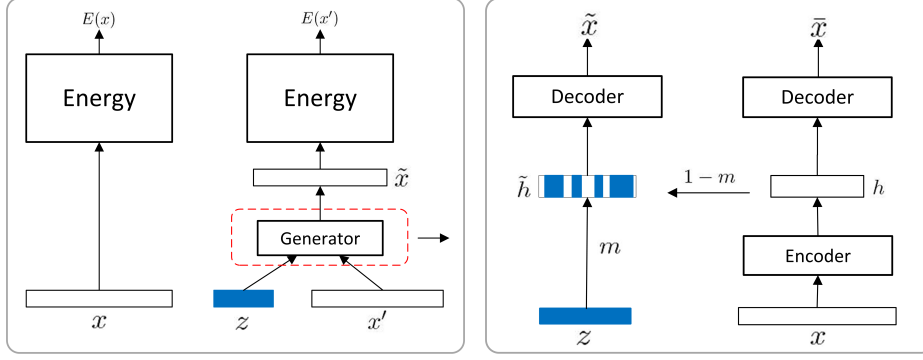 E(x)
E(x′)
Energy
Energy
x̃
Generator
x
z
x′
x̃
x̄
Decoder
Decoder
h̃
1 − m
h
m
Encoder
z
x